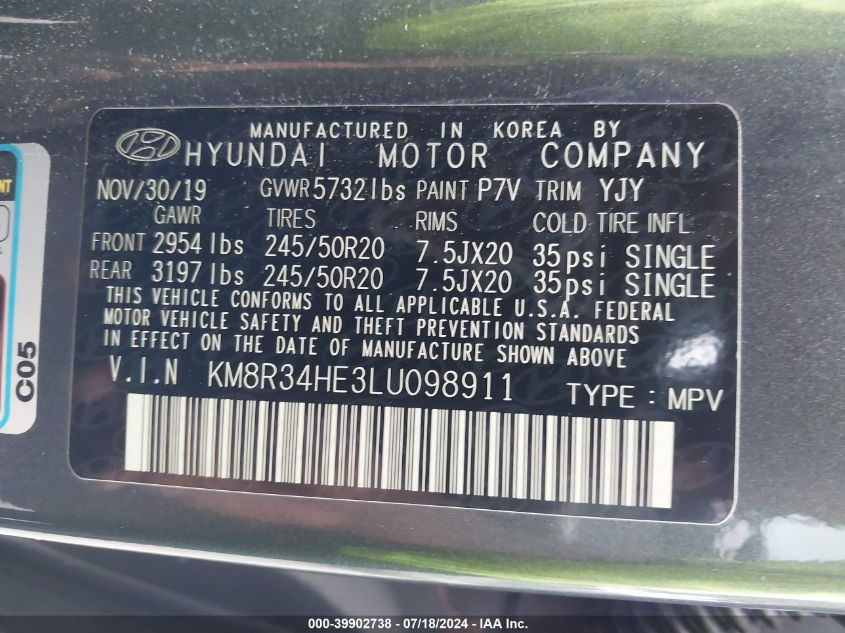 MANUFACTURED IN KOREA BY
HYUNDAI MOTOR COMPANY
NOV/30/19 GVWR 5732lbs PAINT P7V TRIM YJY
GAWR TIRES RIMS COLD TIRE INFL
FRONT 2954 lbs 245/50R20 7.5JX20 35psi SINGLE
REAR 3197 lbs 245/50R20 7.5JX20 35psi SINGLE
THIS VEHICLE CONFORMS TO ALL APPLICABLE U.S.A. FEDERAL
MOTOR VEHICLE SAFETY AND THEFT PREVENTION STANDARDS
IN EFFECT ON THE DATE OF MANUFACTURE SHOWN ABOVE
V.I.N KM8R34HE3LU098911 TYPE : MPV
C05
000-39902738 - 07/18/2024 - IAA Inc.